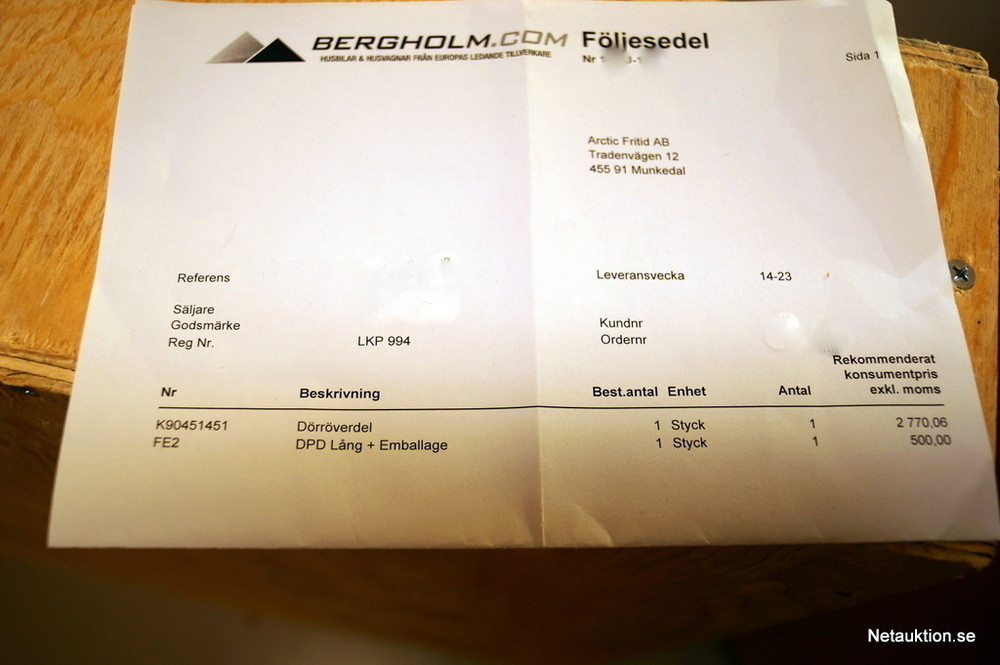 BERGHOLM.COM
HUSBILAR & HUSVAGNAR FRÅN EUROPAS LEDANDE TILLVERKARE
Följesedel
Nr
Sida 1
Arctic Fritid AB
Tradenvägen 12
455 91 Munkedal
Referens
Leveransvecka 14-23
Säljare
Godsmärke
Kundnr
Reg Nr. LKP 994
Ordernr
Rekommenderat
konsumentpris
Nr Beskrivning Best.antal Enhet Antal exkl. moms
K90451451 Dörröverdel 1 Styck 1 2 770,06
FE2 DPD Lång + Emballage 1 Styck 1 500,00
Netauktion.se